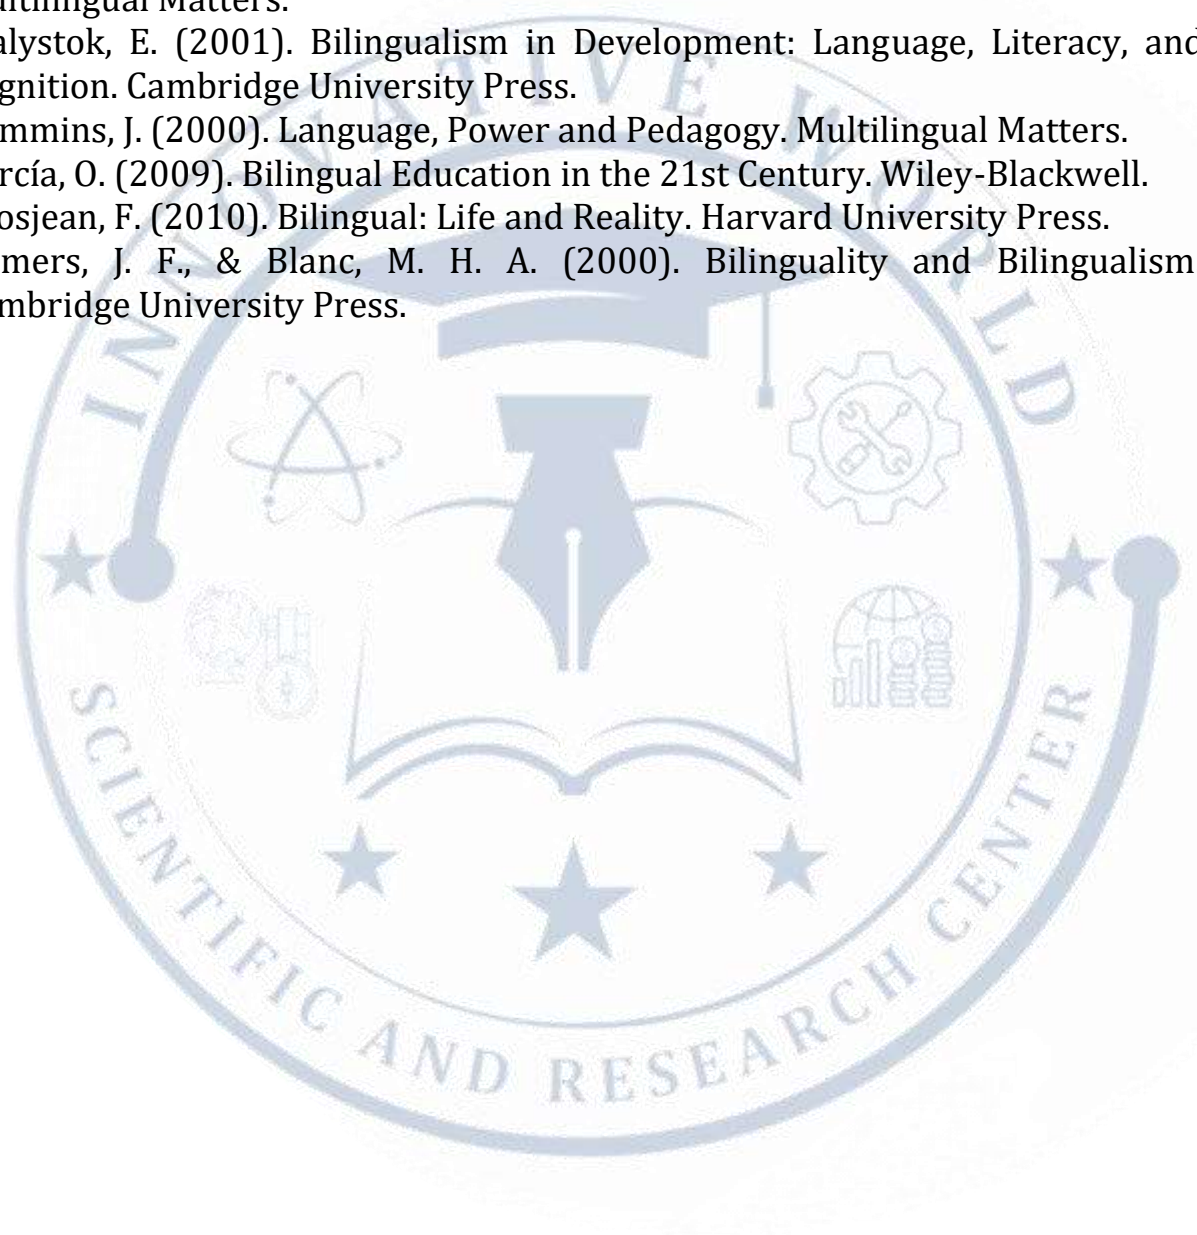 ultilingual Matters.
alystok, E. (2001). Bilingualism in Development: Language, Literacy, and
gnition. Cambridge University Press.
mmins, J. (2000). Language, Power and Pedagogy. Multilingual Matters.
rcía, O. (2009). Bilingual Education in the 21st Century. Wiley-Blackwell.
osjean, F. (2010). Bilingual: Life and Reality. Harvard University Press.
mers, J. F., & Blanc, M. H. A. (2000). Bilinguality and Bilingualism
mbridge University Press.
INNOVATIVE WORLD
SCIENTIFIC AND RESEARCH CENTER